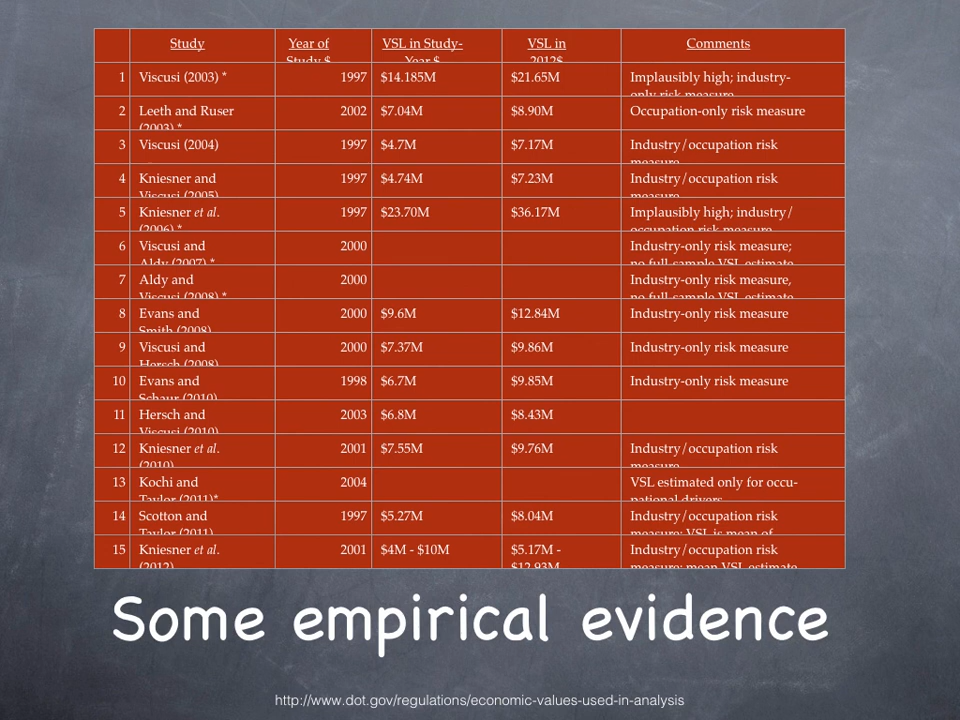 Study Year of VSL in Study- VSL in Comments
Study $ Year $ 2012$
1 Viscusi (2003) * 1997 $14.185M $21.65M Implausibly high; industry-
only risk measure
2 Leeth and Ruser 2002 $7.04M $8.90M Occupation-only risk measure
(2003) *
3 Viscusi (2004) 1997 $4.7M $7.17M Industry/occupation risk
measure
4 Kniesner and 1997 $4.74M $7.23M Industry/occupation risk
Viscusi (2005) measure
5 Kniesner et al. 1997 $23.70M $36.17M Implausibly high; industry/
(2006) * occupation risk measure
6 Viscusi and 2000 Industry-only risk measure;
Aldy (2007) * no full-sample VSL estimate
7 Aldy and 2000 Industry-only risk measure,
Viscusi (2008) * no full-sample VSL estimate
8 Evans and 2000 $9.6M $12.84M Industry-only risk measure
Smith (2008)
9 Viscusi and 2000 $7.37M $9.86M Industry-only risk measure
Hersch (2008)
10 Evans and 1998 $6.7M $9.85M Industry-only risk measure
Schaur (2010)
11 Hersch and 2003 $6.8M $8.43M
Viscusi (2010)
12 Kniesner et al. 2001 $7.55M $9.76M Industry/occupation risk
(2010) measure
13 Kochi and 2004 VSL estimated only for occu-
Taylor (2011)* pational drivers
14 Scotton and 1997 $5.27M $8.04M Industry/occupation risk
Taylor (2011) measure; VSL is mean of
15 Kniesner et al. 2001 $4M - $10M $5.17M - Industry/occupation risk
(2012) $12.93M measure; mean VSL estimate
Some empirical evidence
http://www.dot.gov/regulations/economic-values-used-in-analysis